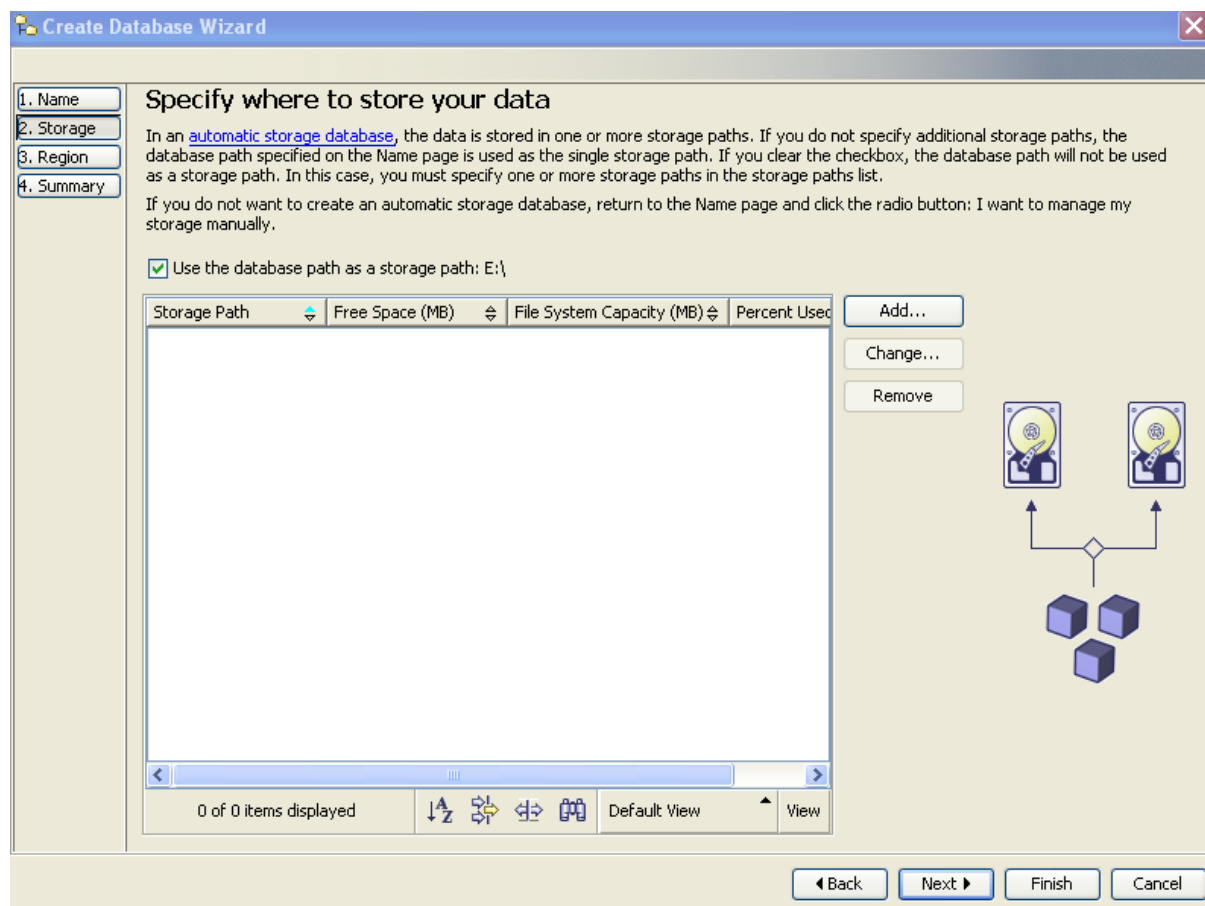 Create Database Wizard
1. Name
2. Storage
3. Region
4. Summary
Specify where to store your data
In an automatic storage database, the data is stored in one or more storage paths. If you do not specify additional storage paths, the
database path specified on the Name page is used as the single storage path. If you clear the checkbox, the database path will not be used
as a storage path. In this case, you must specify one or more storage paths in the storage paths list.
If you do not want to create an automatic storage database, return to the Name page and click the radio button: I want to manage my
storage manually.
Use the database path as a storage path: E:\
Storage Path Free Space (MB) File System Capacity (MB) Percent Used
Add...
Change...
Remove
0 of 0 items displayed
Default View
View
Back
Next
Finish
Cancel